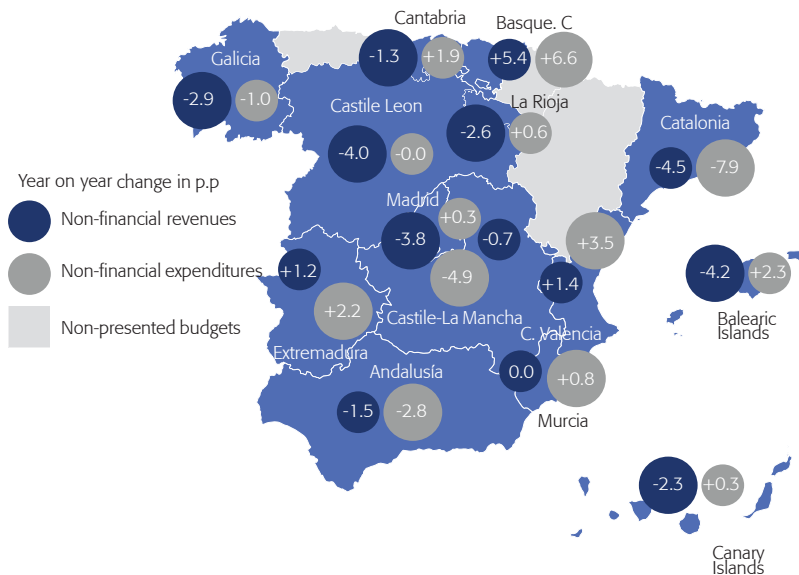 Cantabria
Basque. C
-1.3
+1.9
+5.4
+6.6
Galicia
-2.9
-1.0
Castile Leon
-4.0
-0.0
La Rioja
-2.6
+0.6
Catalonia
-4.5
-7.9
Year on year change in p.p
Non-financial revenues
Non-financial expenditures
Non-presented budgets
Madrid
+0.3
-3.8
-0.7
-4.9
Castile-La Mancha
+3.5
+1.4
C. Valencia
-4.2
+2.3
Balearic
Islands
+1.2
+2.2
Extremadura
Andalusía
-1.5
-2.8
0.0
+0.8
Murcia
-2.3
+0.3
Canary
Islands